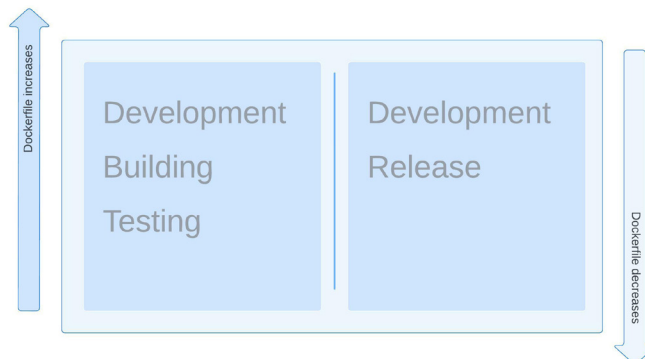 Dockerfile increases
Development
Building
Testing
Development
Release
Dockerfile decreases